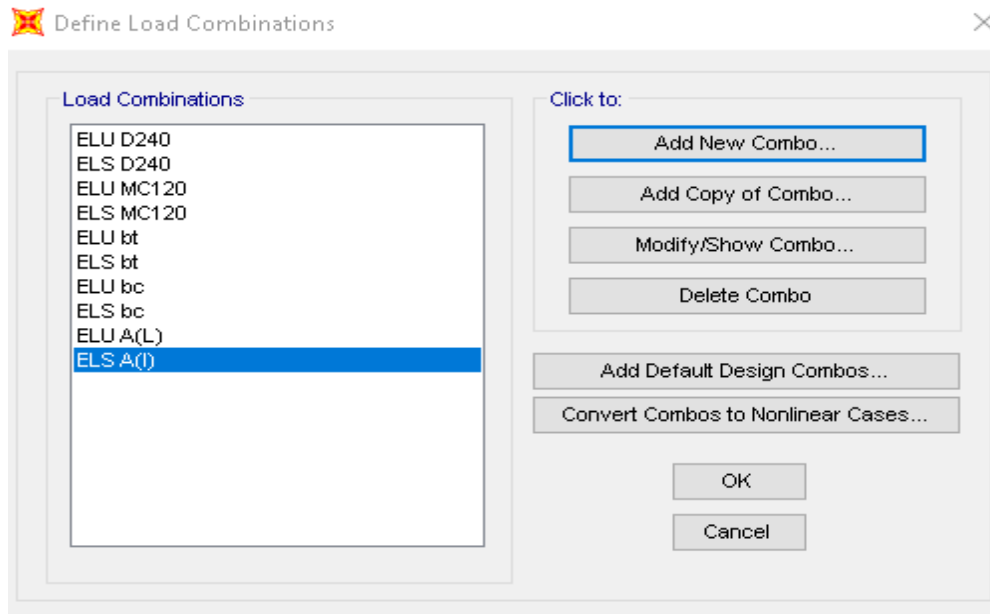 Define Load Combinations
Load Combinations
ELU D240
ELS D240
ELU MC120
ELS MC120
ELU bt
ELS bt
ELU bc
ELS bc
ELU A(L)
ELS A(l)
Click to:
Add New Combo...
Add Copy of Combo...
Modify/Show Combo...
Delete Combo
Add Default Design Combos...
Convert Combos to Nonlinear Cases...
OK
Cancel